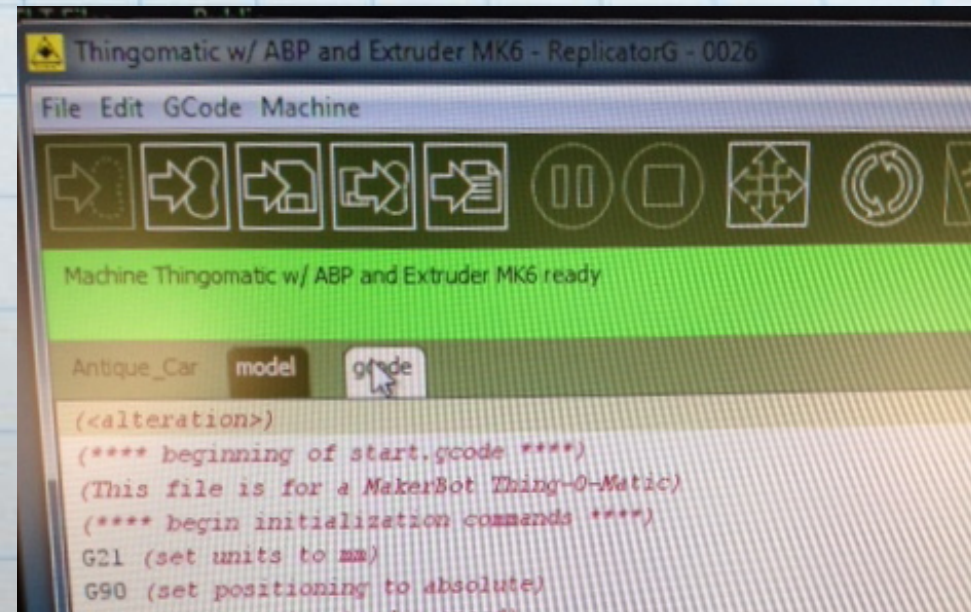 Thingomatic w/ ABP and Extruder MK6 - ReplicatorG - 0026
File Edit GCode Machine
Machine Thingomatic w/ ABP and Extruder MK6 ready
Antique_Car model gcode
(<alteration>)
(**** beginning of start.gcode ****)
(This file is for a MakerBot Thing-O-Matic)
(**** begin initialization commands ****)
G21 (set units to mm)
G90 (set positioning to absolute)